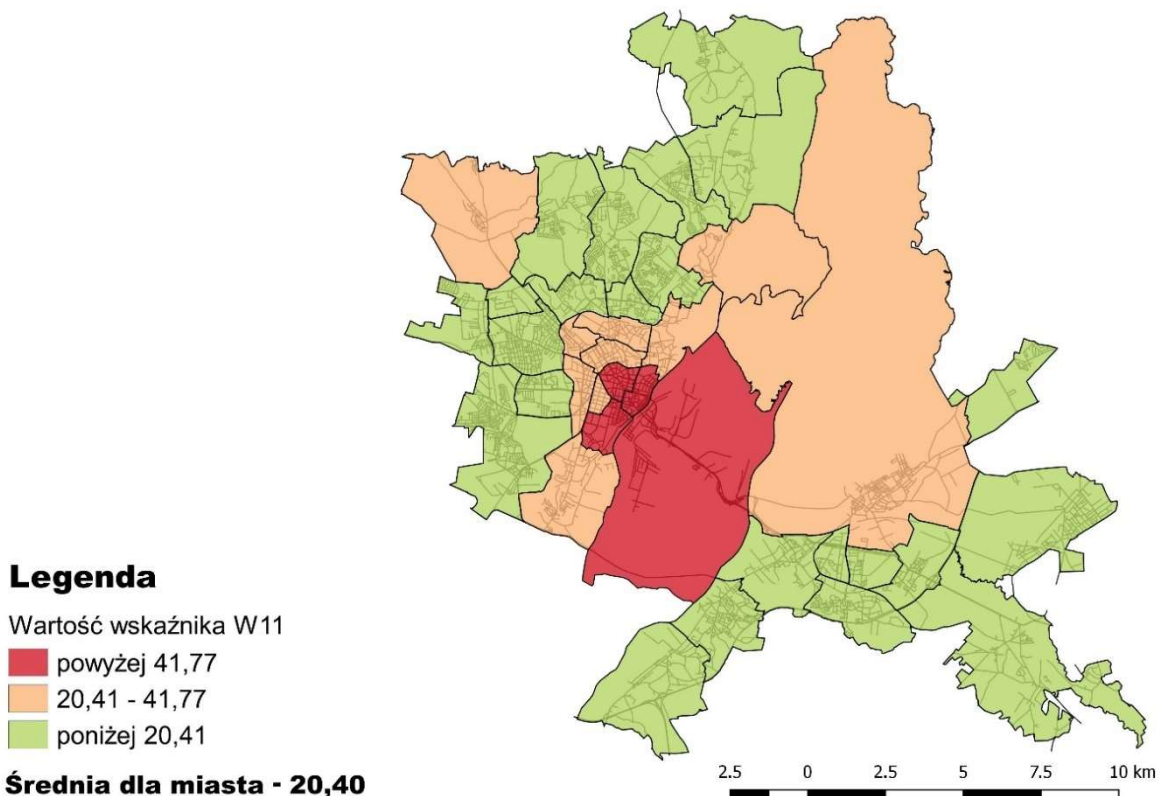 Legenda
Wartość wskaźnika W11
powyżej 41,77
20,41 - 41,77
poniżej 20,41
Średnia dla miasta - 20,40
2.5 0 2.5 5 7.5 10 km